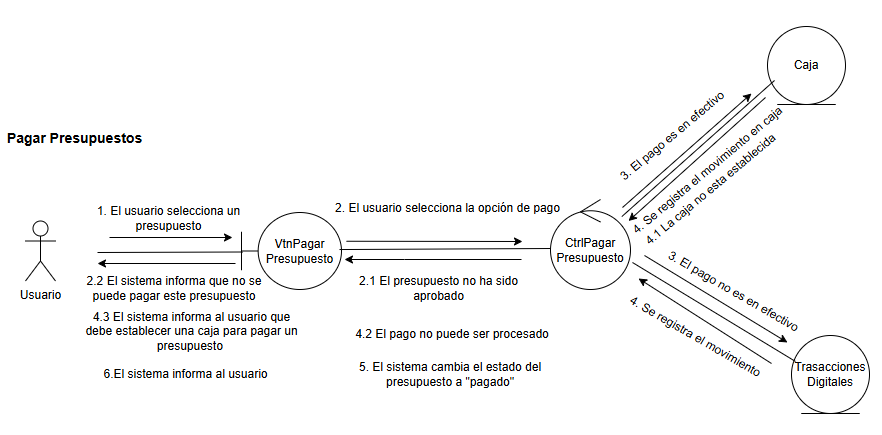 Caja
Pagar Presupuestos
3. El pago es en efectivo
4. Se registra el movimiento en caja
4.1 La caja no esta establecida
1. El usuario selecciona un
presupuesto
2. El usuario selecciona la opción de pago
VtnPagar
Presupuesto
CtrlPagar
Presupuesto
Usuario
2.2 El sistema informa que no se
puede pagar este presupuesto
2.1 El presupuesto no ha sido
aprobado
3. El pago no es en efectivo
4. Se registra el movimiento
4.3 El sistema informa al usuario que
debe establecer una caja para pagar un
presupuesto
4.2 El pago no puede ser procesado
6.El sistema informa al usuario
5. El sistema cambia el estado del
presupuesto a "pagado"
Trasacciones
Digitales